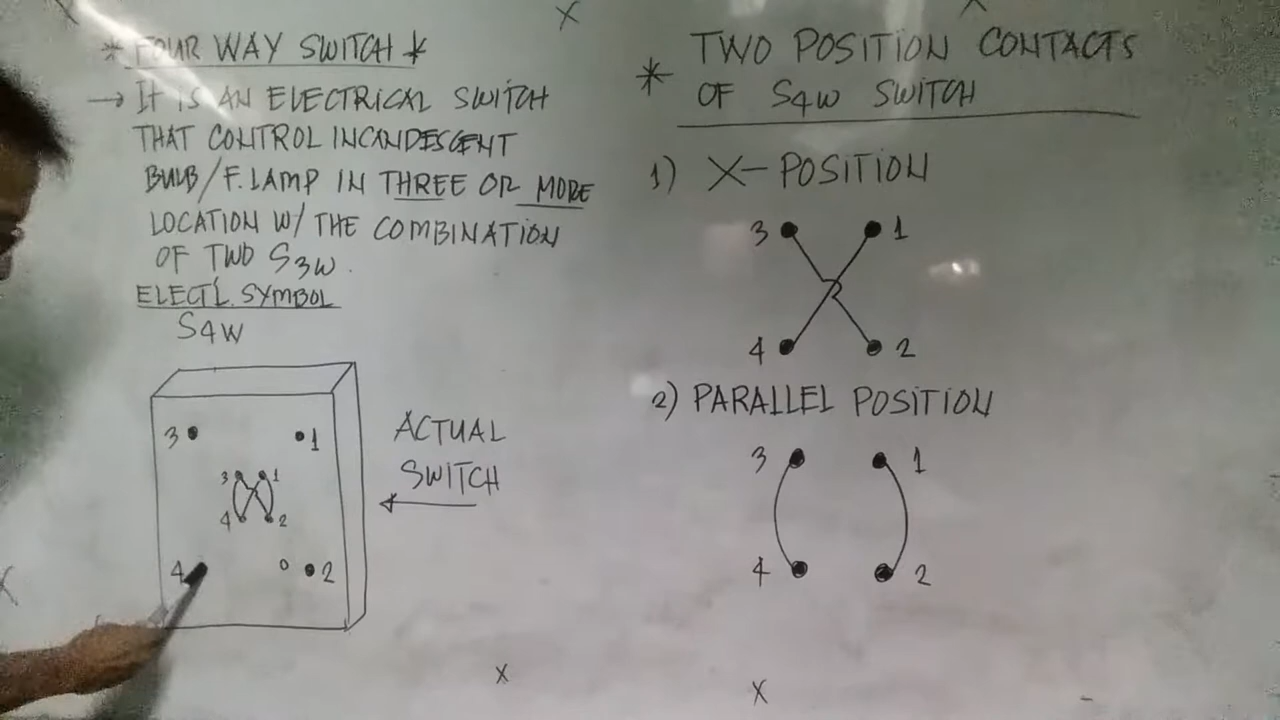 * FOUR WAY SWITCH *
→ IT IS AN ELECTRICAL SWITCH
THAT CONTROL INCANDESCENT
BULB/F. LAMP IN THREE OR MORE
LOCATION W/ THE COMBINATION
OF TWO S3W.
ELECT'L. SYMBOL
S4W
3 1
3 1
4 2
4 0 2
ACTUAL
SWITCH
* TWO POSITION CONTACTS
OF S4W SWITCH
1) X-POSITION
3 1
4 2
2) PARALLEL POSITION
3 1
4 2